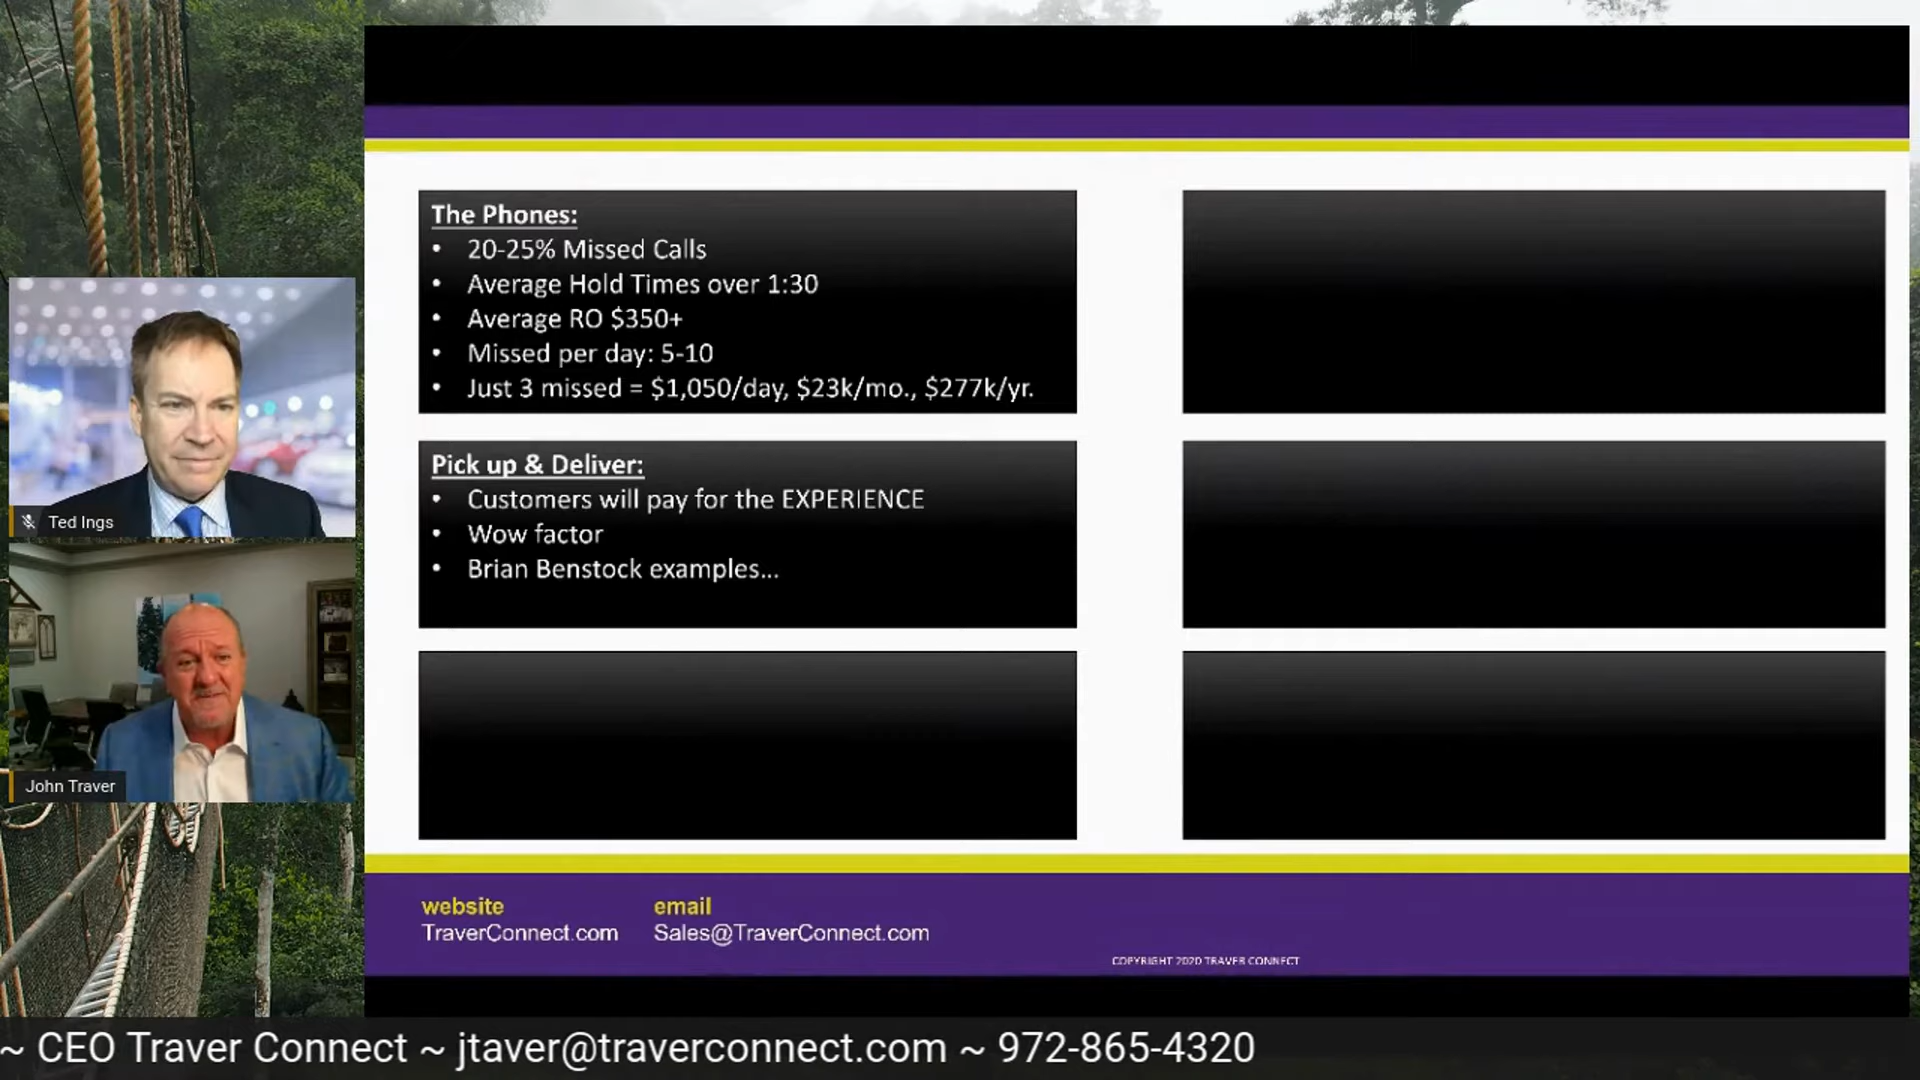 The Phones:
• 20-25% Missed Calls
• Average Hold Times over 1:30
• Average RO $350+
• Missed per day: 5-10
• Just 3 missed = $1,050/day, $23k/mo., $277k/yr.
Pick up & Deliver:
• Customers will pay for the EXPERIENCE
• Wow factor
• Brian Benstock examples...
Ted Ings
John Traver
website
TraverConnect.com
email
Sales@TraverConnect.com
COPYRIGHT 2020 TRAVER CONNECT
~ CEO Traver Connect ~ jtaver@traverconnect.com ~ 972-865-4320